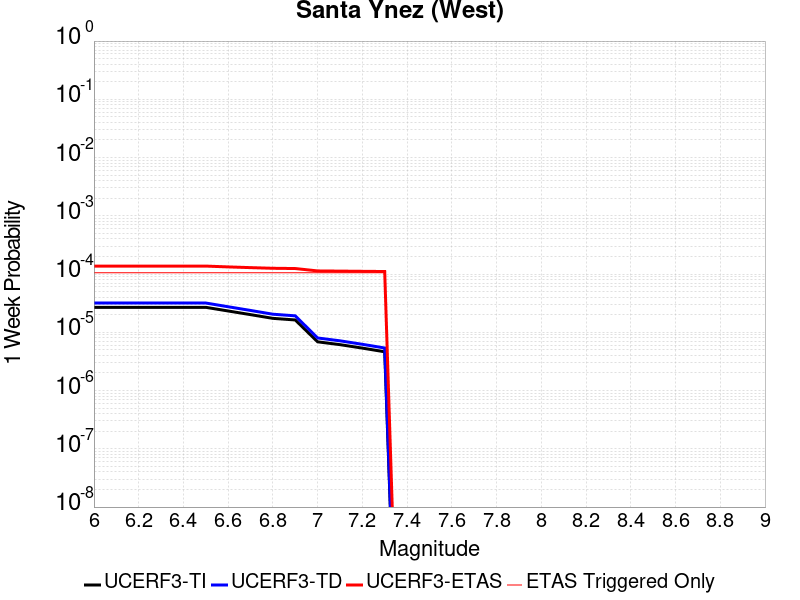 Santa Ynez (West)
10^0
10^-1
10^-2
10^-3
10^-4
10^-5
10^-6
10^-7
10^-8
1 Week Probability
6 6.2 6.4 6.6 6.8 7 7.2 7.4 7.6 7.8 8 8.2 8.4 8.6 8.8 9
Magnitude
UCERF3-TI UCERF3-TD UCERF3-ETAS ETAS Triggered Only